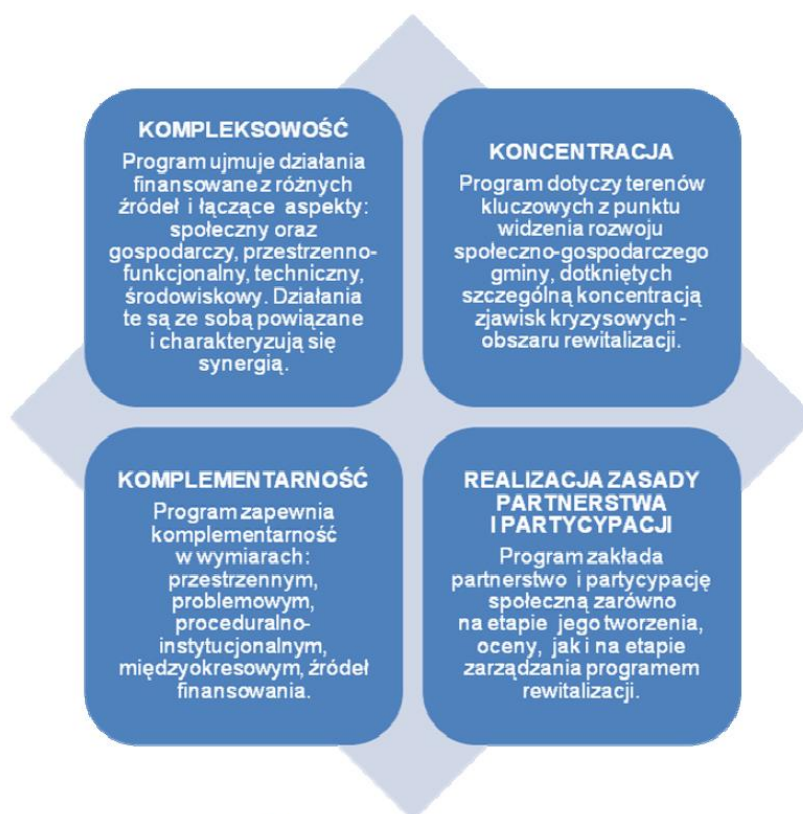 KOMPLEKSOWOŚĆ
Program ujmuje działania
finansowane z różnych
źródeł i łączące aspekty:
społeczny oraz
gospodarczy, przestrzenno-
funkcjonalny, techniczny,
środowiskowy. Działania
te są ze sobą powiązane
i charakteryzują się
synergią.
KONCENTRACJA
Program dotyczy terenów
kluczowych z punktu
widzenia rozwoju
społeczno-gospodarczego
gminy, dotkniętych
szczególną koncentracją
zjawisk kryzysowych -
obszaru rewitalizacji.
KOMPLEMENTARNOŚĆ
Program zapewnia
komplementarność
w wymiarach:
przestrzennym,
problemowym,
proceduralno-
instytucjonalnym,
międzyokresowym, źródeł
finansowania.
REALIZACJA ZASADY
PARTNERSTWA
I PARTYCYPACJI
Program zakłada
partnerstwo i partycypację
społeczną zarówno
na etapie jego tworzenia,
oceny, jak i na etapie
zarządzania programem
rewitalizacji.